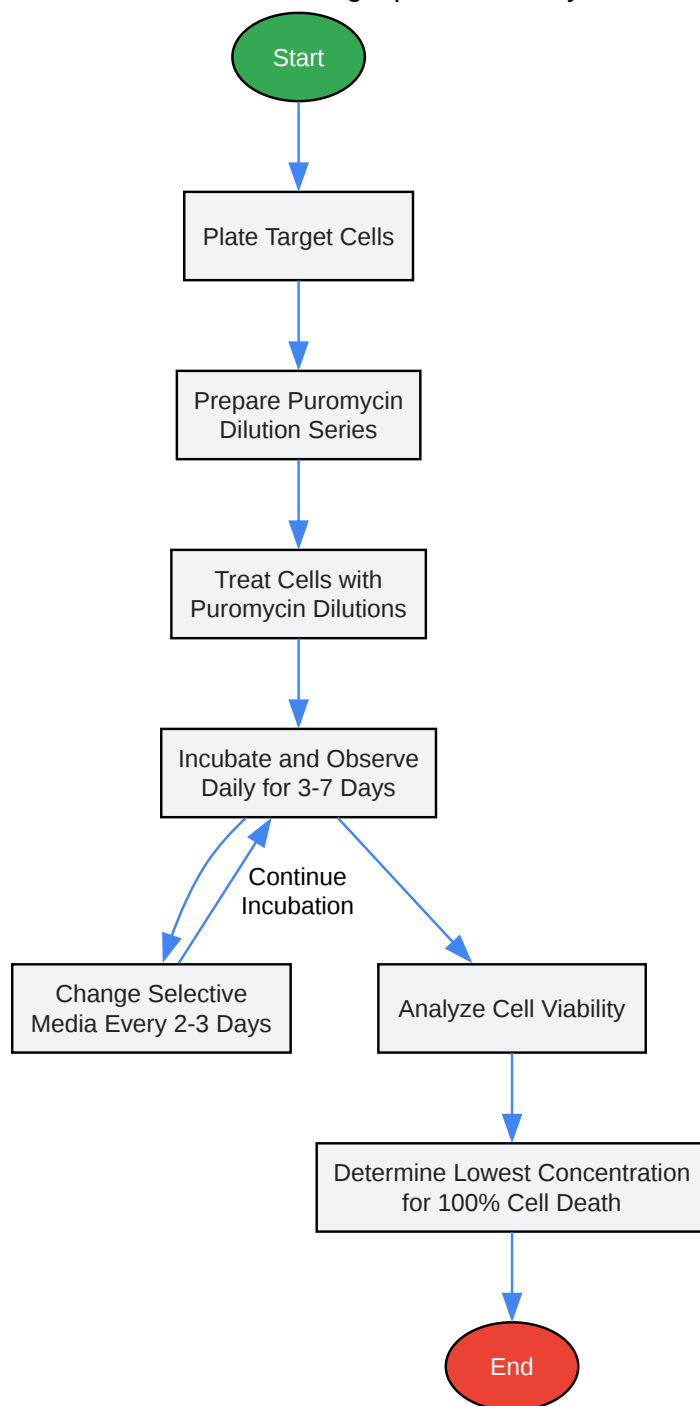 Start
Plate Target Cells
Prepare Puromycin
Dilution Series
Treat Cells with
Puromycin Dilutions
Incubate and Observe
Daily for 3-7 Days
Continue
Incubation
Change Selective
Media Every 2-3 Days
Analyze Cell Viability
Determine Lowest Concentration
for 100% Cell Death
End